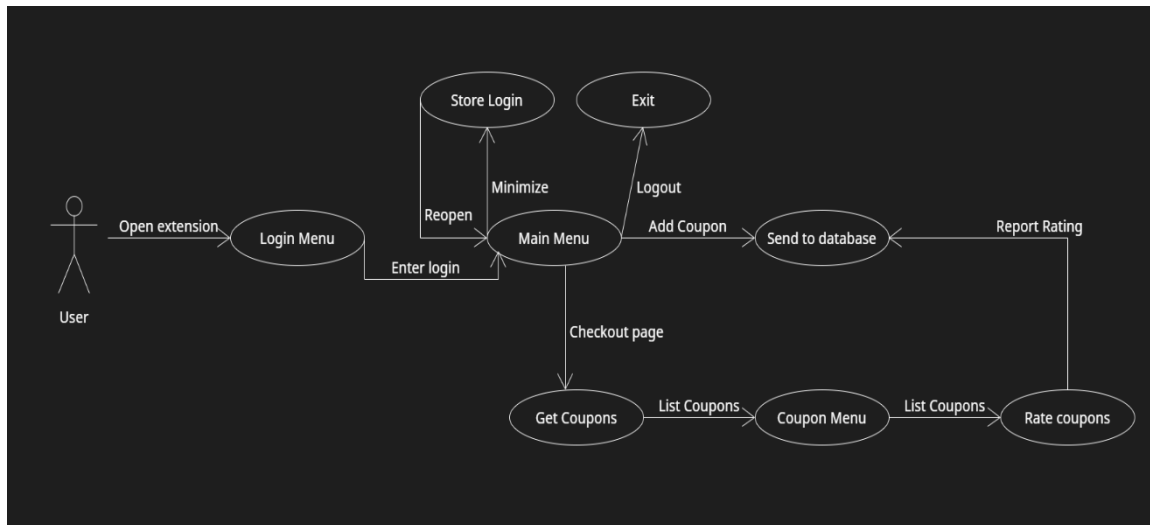 Store Login
Exit
Minimize
Logout
Reopen
Open extension
Login Menu
Main Menu
Add Coupon
Send to database
Report Rating
Enter login
User
Checkout page
Get Coupons
List Coupons
Coupon Menu
List Coupons
Rate coupons